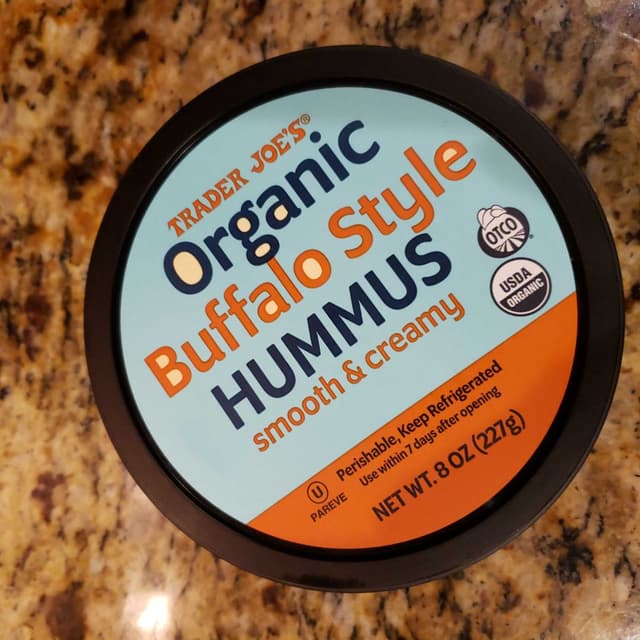 TRADER JOE'S®
Organic
Buffalo Style
HUMMUS
smooth & creamy
OTCO
USDA
ORGANIC
Perishable, Keep Refrigerated
Use within 7 days after opening
U
PAREVE
NET WT. 8 OZ (227g)